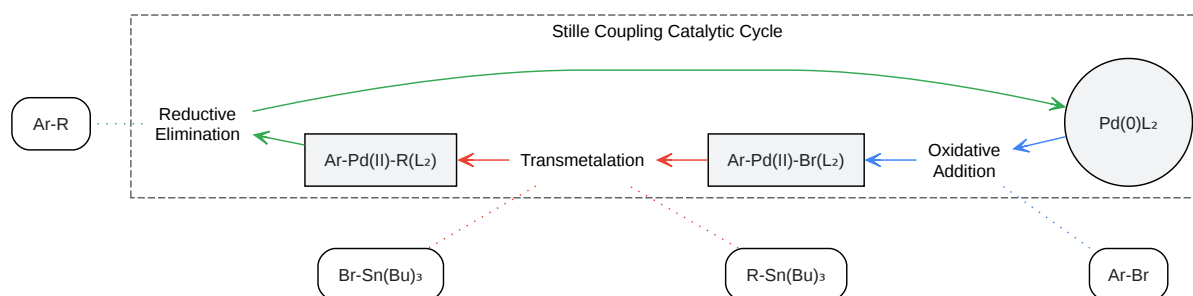 Stille Coupling Catalytic Cycle
Reductive
Elimination
Ar-R
Ar-Pd(II)-R(L₂)
Transmetalation
Ar-Pd(II)-Br(L₂)
Oxidative
Addition
Pd(0)L₂
Br-Sn(Bu)₃
R-Sn(Bu)₃
Ar-Br